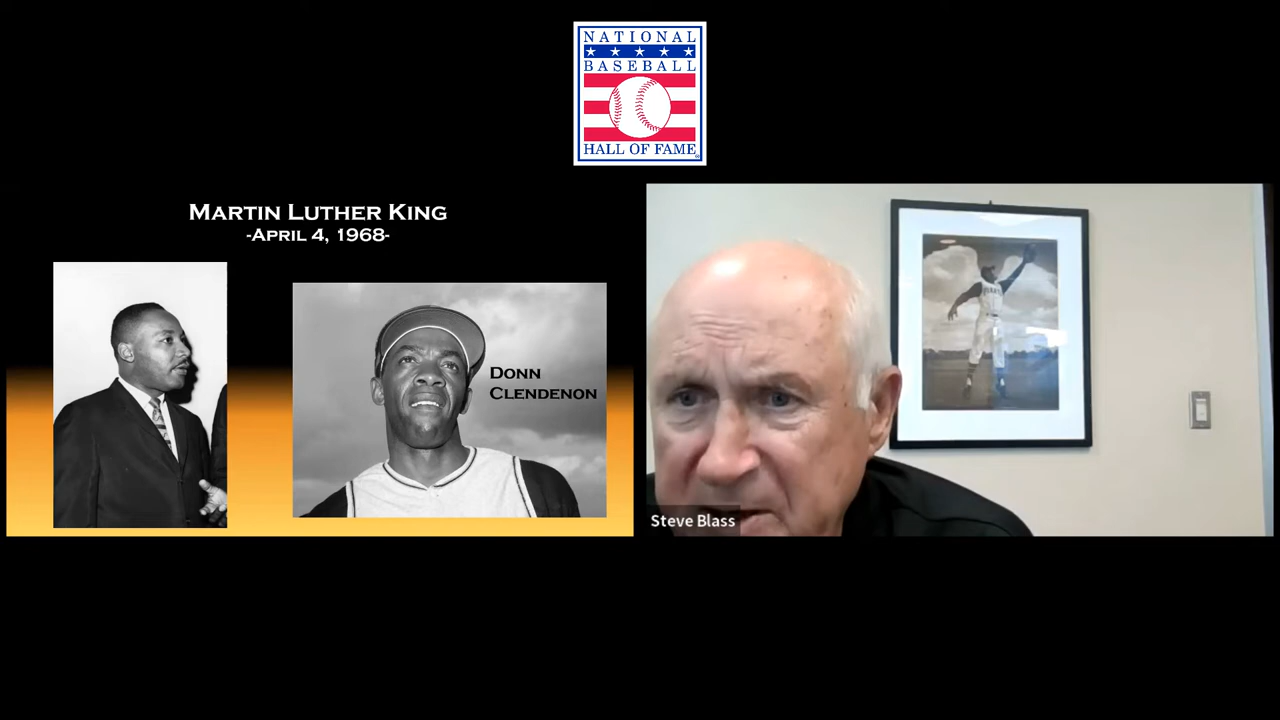 NATIONAL
BASEBALL
HALL OF FAME
MARTIN LUTHER KING
-APRIL 4, 1968-
DONN
CLENDENON
Steve Blass